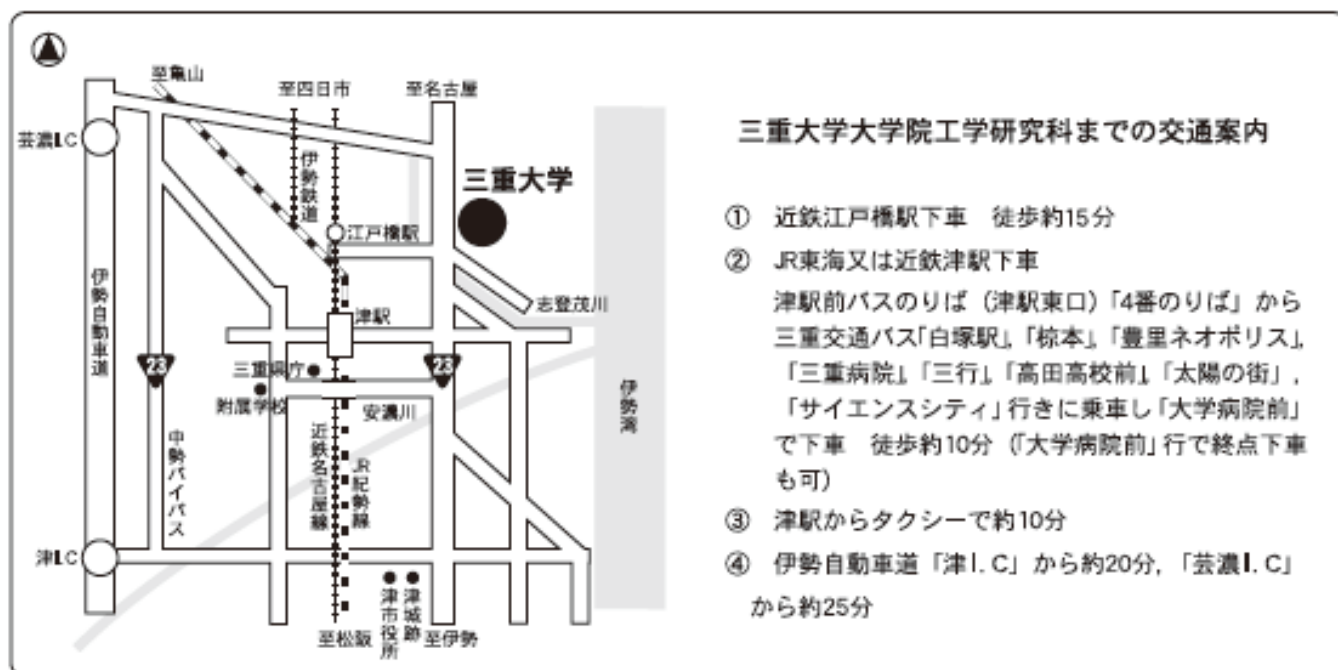 至亀山
至四日市
至名古屋
芸濃I.C
伊勢鉄道
三重大学
江戸橋駅
伊勢自動車道
志登茂川
津駅
23
23
三重県庁
附属学校
安濃川
伊勢湾
中勢バイパス
近鉄名古屋線
JR紀勢線
津I.C
津市役所
津城跡
至松阪
至伊勢
三重大学大学院工学研究科までの交通案内
① 近鉄江戸橋駅下車 徒歩約15分
② JR東海又は近鉄津駅下車
津駅前バスのりば（津駅東口）「4番のりば」から
三重交通バス「白塚駅」，「椋本」，「豊里ネオポリス」，
「三重病院」，「三行」，「高田高校前」，「太陽の街」，
「サイエンスシティ」行きに乗車し「大学病院前」
で下車 徒歩約10分（「大学病院前」行で終点下車
も可）
③ 津駅からタクシーで約10分
④ 伊勢自動車道「津I. C」から約20分，「芸濃I. C」
から約25分